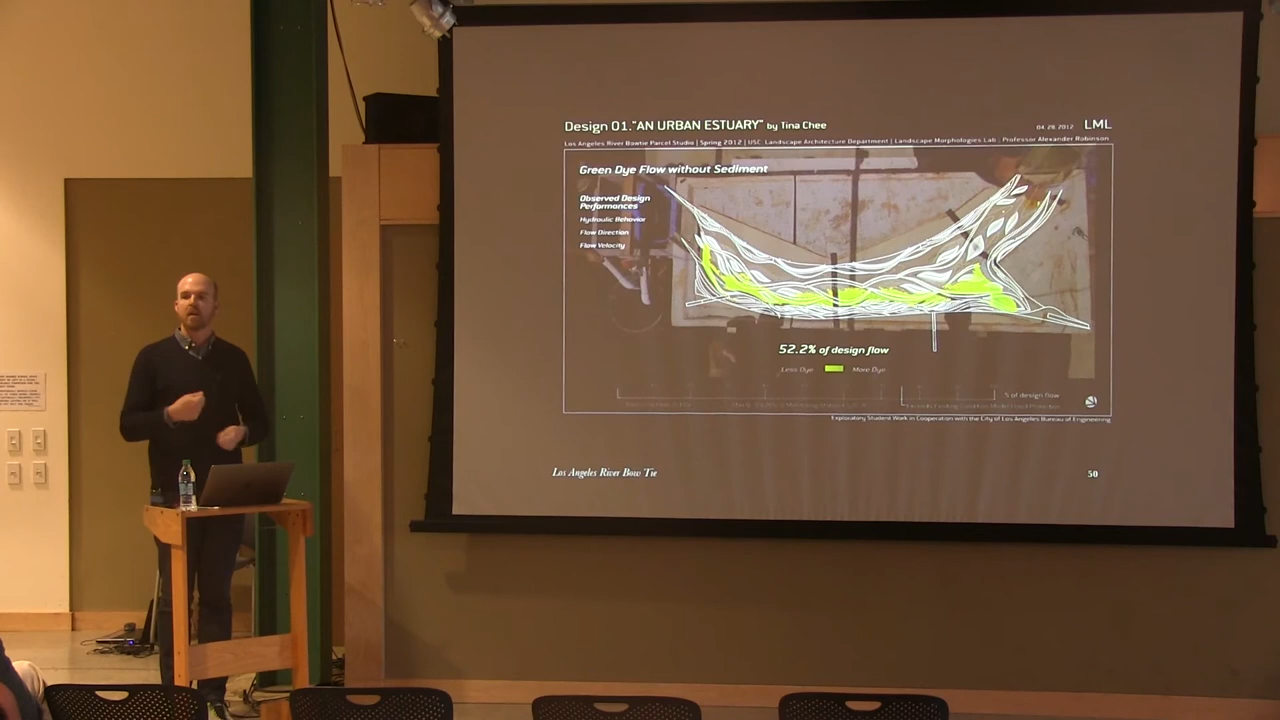 Design 01."AN URBAN ESTUARY" by Tina Chee
04.28.2012 LML
Los Angeles River Bowtie Parcel Studio | Spring 2012 | USC Landscape Architecture Department | Landscape Morphologies Lab : Professor Alexander Robinson
Green Dye Flow without Sediment
Observed Design
Performances
Hydraulic Behavior
Flow Direction
Flow Velocity
52.2% of design flow
Less Dye More Dye
% of design flow
Exploratory Student Work in Cooperation with the City of Los Angeles Bureau of Engineering
Los Angeles River Bow Tie
50